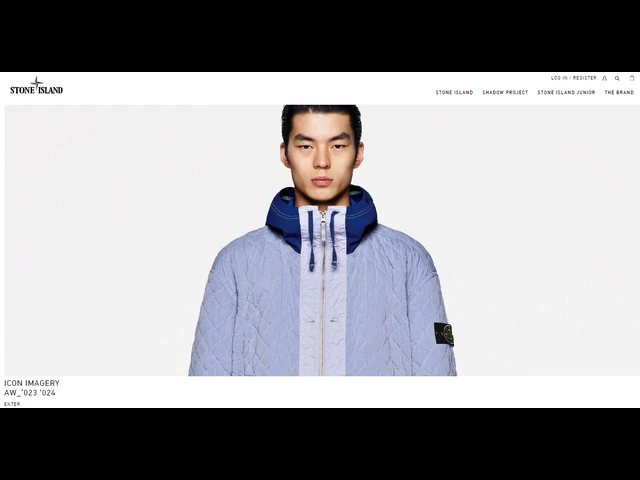 STONE ISLAND
LOG IN / REGISTER
STONE ISLAND SHADOW PROJECT STONE ISLAND JUNIOR THE BRAND
ICON IMAGERY
AW_'023 '024
ENTER